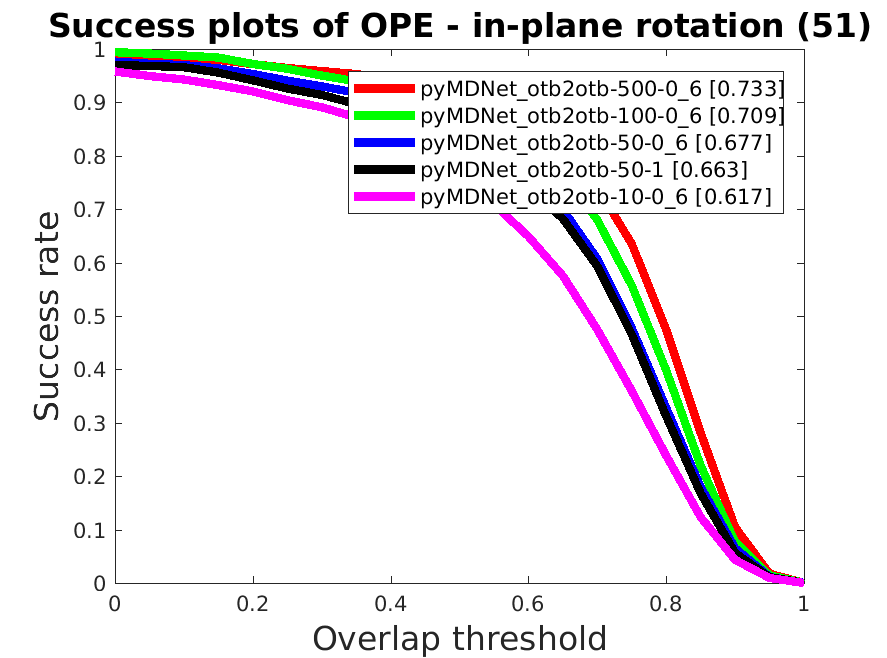 Success plots of OPE - in-plane rotation (51)
1
0.9
0.8
0.7
0.6
0.5
0.4
0.3
0.2
0.1
0
Success rate
pyMDNet_otb2otb-500-0_6 [0.733]
pyMDNet_otb2otb-100-0_6 [0.709]
pyMDNet_otb2otb-50-0_6 [0.677]
pyMDNet_otb2otb-50-1 [0.663]
pyMDNet_otb2otb-10-0_6 [0.617]
0 0.2 0.4 0.6 0.8 1
Overlap threshold